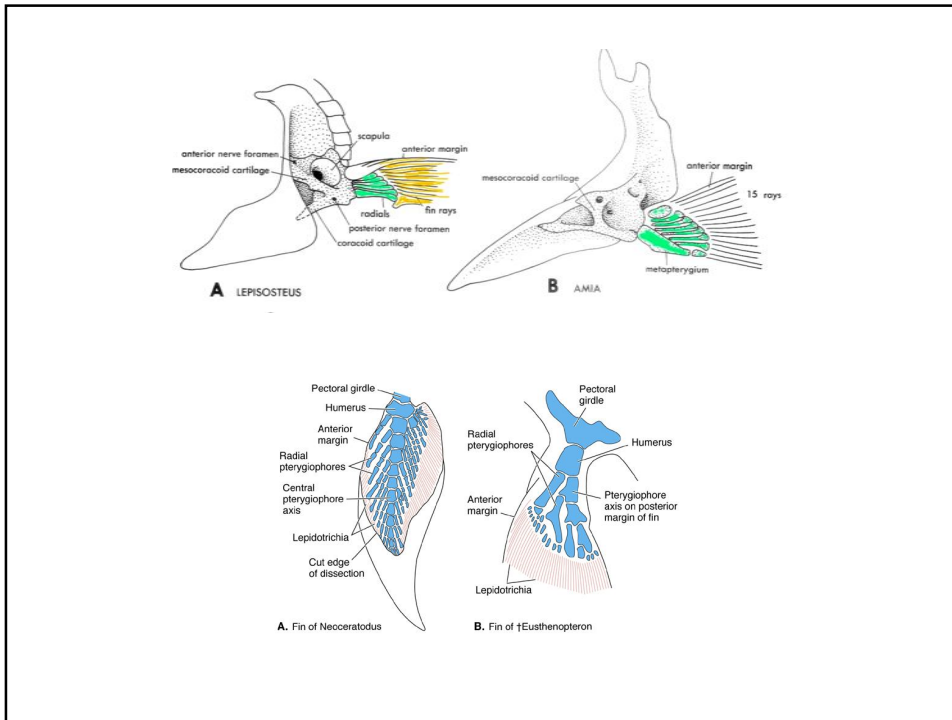 scapula
anterior margin
anterior nerve foramen
mesocoracoid cartilage
radials
fin rays
posterior nerve foramen
coracoid cartilage
A LEPISOSTEUS
anterior margin
mesocoracoid cartilage
15 rays
metapterygium
B AMIA
Pectoral girdle
Humerus
Anterior
margin
Radial
pterygiophores
Central
pterygiophore
axis
Lepidotrichia
Cut edge
of dissection
A. Fin of Neoceratodus
Pectoral
girdle
Radial
pterygiophores
Humerus
Anterior
margin
Pterygiophore
axis on posterior
margin of fin
Lepidotrichia
B. Fin of †Eusthenopteron